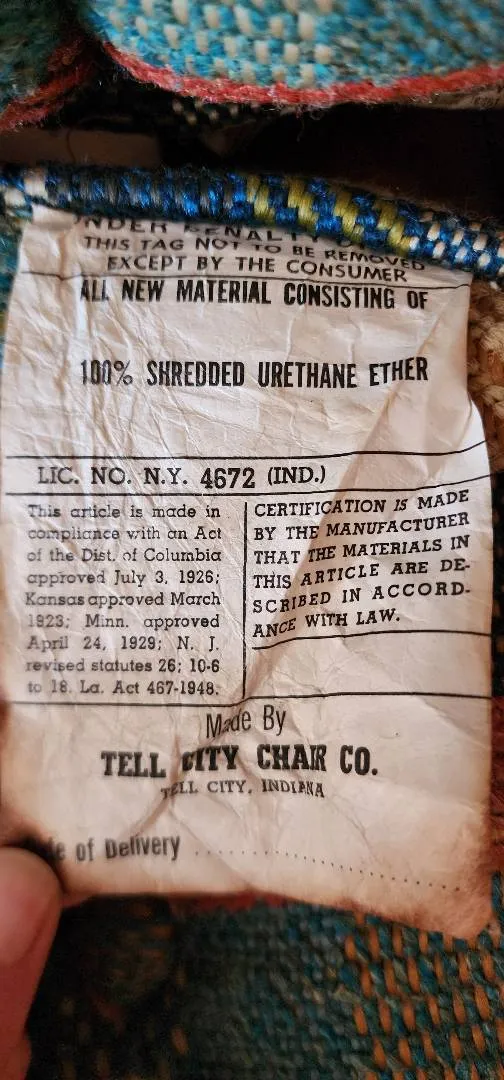 UNDER PENALTY
THIS TAG NOT TO BE REMOVED
EXCEPT BY THE CONSUMER
ALL NEW MATERIAL CONSISTING OF
100% SHREDDED URETHANE ETHER
LIC. NO. N.Y. 4672 (IND.)
This article is made in
compliance with an Act
of the Dist. of Columbia
approved July 3, 1926;
Kansas approved March
1923; Minn. approved
April 24, 1929; N. J.
revised statutes 26; 10-6
to 18. La. Act 467-1948.
CERTIFICATION IS MADE
BY THE MANUFACTURER
THAT THE MATERIALS IN
THIS ARTICLE ARE DE-
SCRIBED IN ACCORD-
ANCE WITH LAW.
Made By
TELL CITY CHAIR CO.
TELL CITY, INDIANA
of Delivery